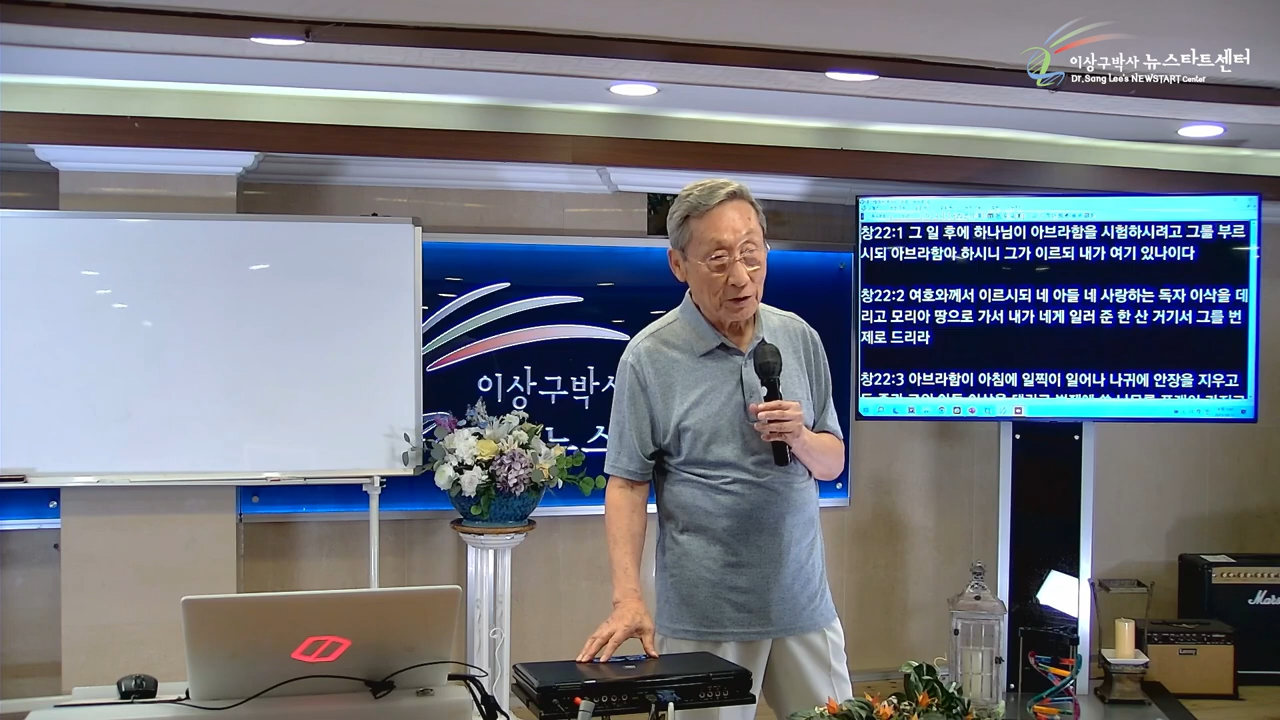 이상구박사 뉴스타트센터
Dr.Sang Lee's NEWSTART Center
창22:1 그 일 후에 하나님이 아브라함을 시험하시려고 그를 부르
시되 아브라함아 하시니 그가 이르되 내가 여기 있나이다
창22:2 여호와께서 이르시되 네 아들 네 사랑하는 독자 이삭을 데
리고 모리아 땅으로 가서 내가 네게 일러 준 한 산 거기서 그를 번
제로 드리라
창22:3 아브라함이 아침에 일찍이 일어나 나귀에 안장을 지우고
이상구박사
뉴스
Mars
Laney